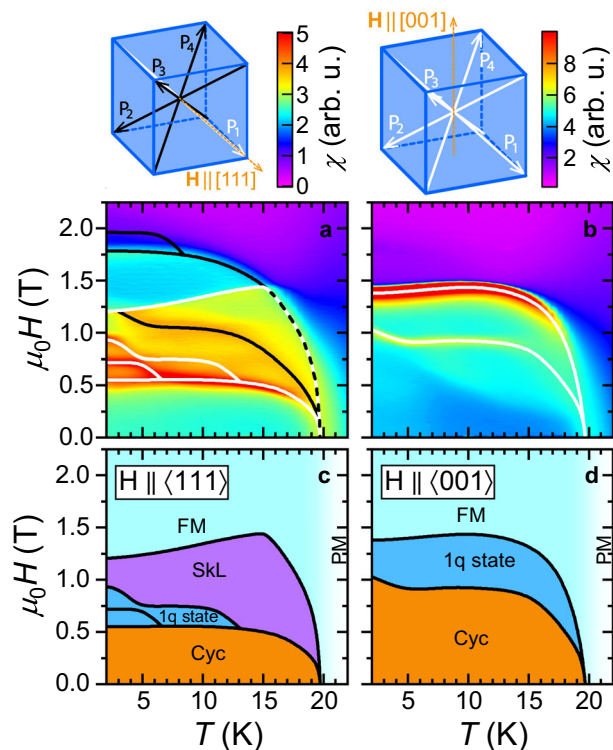 P4
P3
P2
P1
H || [111]
5
4
3
2
1
0
χ (arb. u.)
H || [001]
P4
P3
P2
P1
8
6
4
2
χ (arb. u.)
a
b
2.0
1.5
1.0
0.5
0.0
μ0H (T)
H || ⟨111⟩
c
FM
SkL
1q state
Cyc
PM
H || ⟨001⟩
d
FM
1q state
Cyc
PM
2.0
1.5
1.0
0.5
0.0
μ0H (T)
5 10 15 20
5 10 15 20
T (K)
T (K)